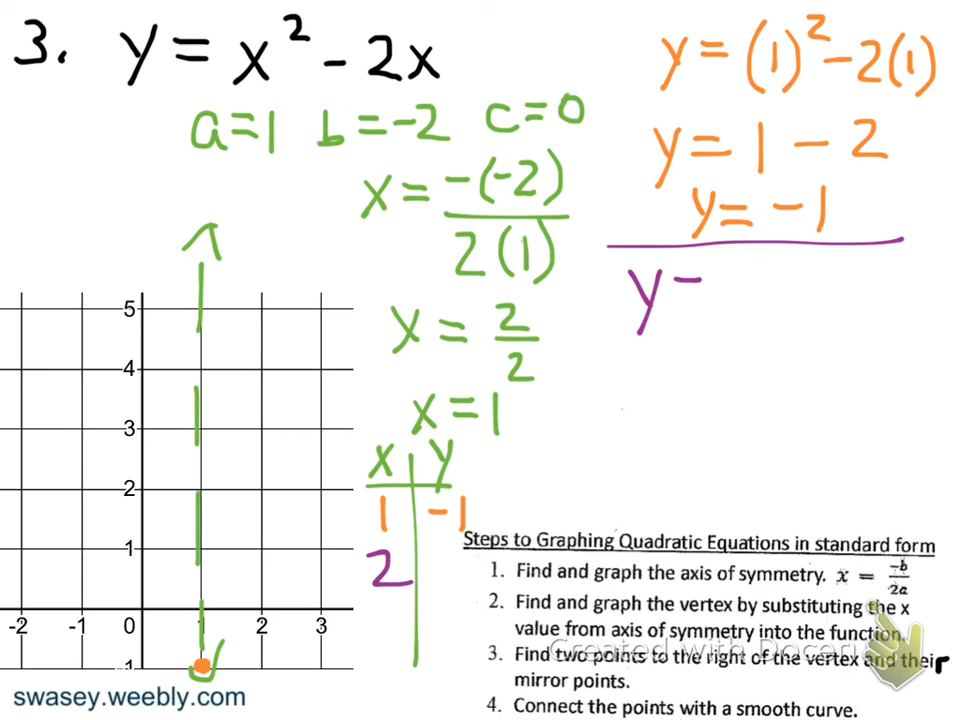 3. y = x² - 2x
a=1 b=-2 c=0
x = -(-2) / 2(1)
x = 2/2
x = 1
y = (1)² - 2(1)
y = 1 - 2
y = -1
y =
x y
1 -1
2
5
4
3
2
1
-2 -1 0 1 2 3
-1
swasey.weebly.com
Steps to Graphing Quadratic Equations in standard form
1. Find and graph the axis of symmetry. x = -b / 2a
2. Find and graph the vertex by substituting the x
value from axis of symmetry into the function.
3. Find two points to the right of the vertex and their
mirror points.
4. Connect the points with a smooth curve.
Created with Doceri